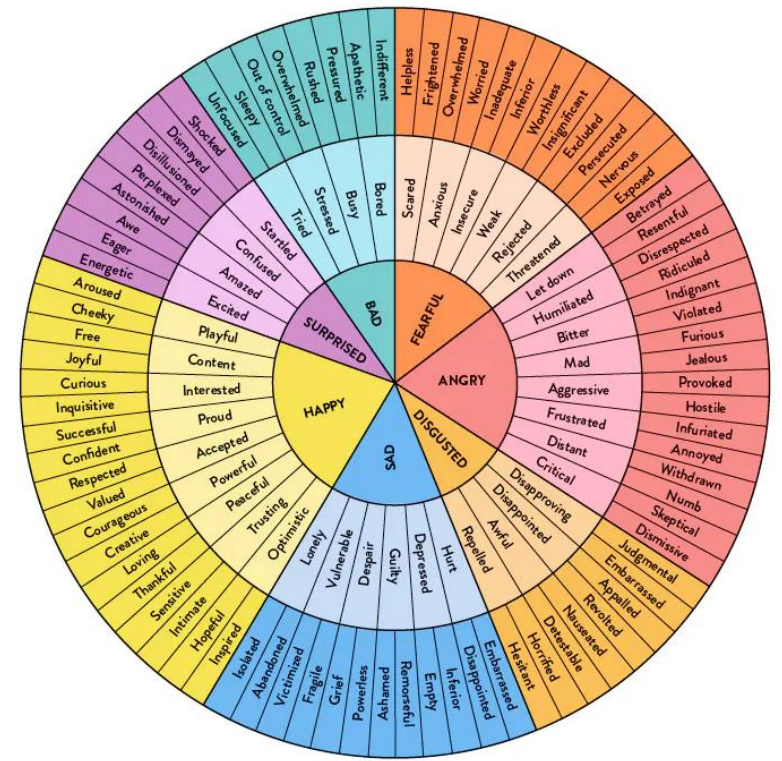 FEARFUL
Scared
Helpless
Frightened
Anxious
Overwhelmed
Worried
Insecure
Inadequate
Inferior
Weak
Worthless
Insignificant
Rejected
Excluded
Persecuted
Threatened
Nervous
Exposed
ANGRY
Let down
Betrayed
Resentful
Humiliated
Disrespected
Ridiculed
Bitter
Indignant
Violated
Mad
Furious
Jealous
Aggressive
Provoked
Hostile
Frustrated
Infuriated
Annoyed
Distant
Withdrawn
Numb
Critical
Skeptical
Dismissive
DISGUSTED
Disapproving
Judgmental
Embarrassed
Disappointed
Appalled
Revolted
Awful
Nauseated
Detestable
Repelled
Horrified
Hesitant
SAD
Hurt
Embarrassed
Disappointed
Depressed
Inferior
Empty
Guilty
Remorseful
Ashamed
Despair
Powerless
Grief
Vulnerable
Fragile
Victimized
Lonely
Abandoned
Isolated
HAPPY
Optimistic
Inspired
Hopeful
Trusting
Intimate
Sensitive
Peaceful
Thankful
Loving
Powerful
Creative
Courageous
Accepted
Valued
Respected
Proud
Confident
Successful
Interested
Inquisitive
Curious
Content
Joyful
Free
Playful
Cheeky
Aroused
SURPRISED
Excited
Energetic
Eager
Amazed
Awe
Astonished
Confused
Perplexed
Disillusioned
Startled
Dismayed
Shocked
BAD
Tried
Unfocused
Sleepy
Stressed
Out of control
Overwhelmed
Busy
Rushed
Pressured
Bored
Apathetic
Indifferent